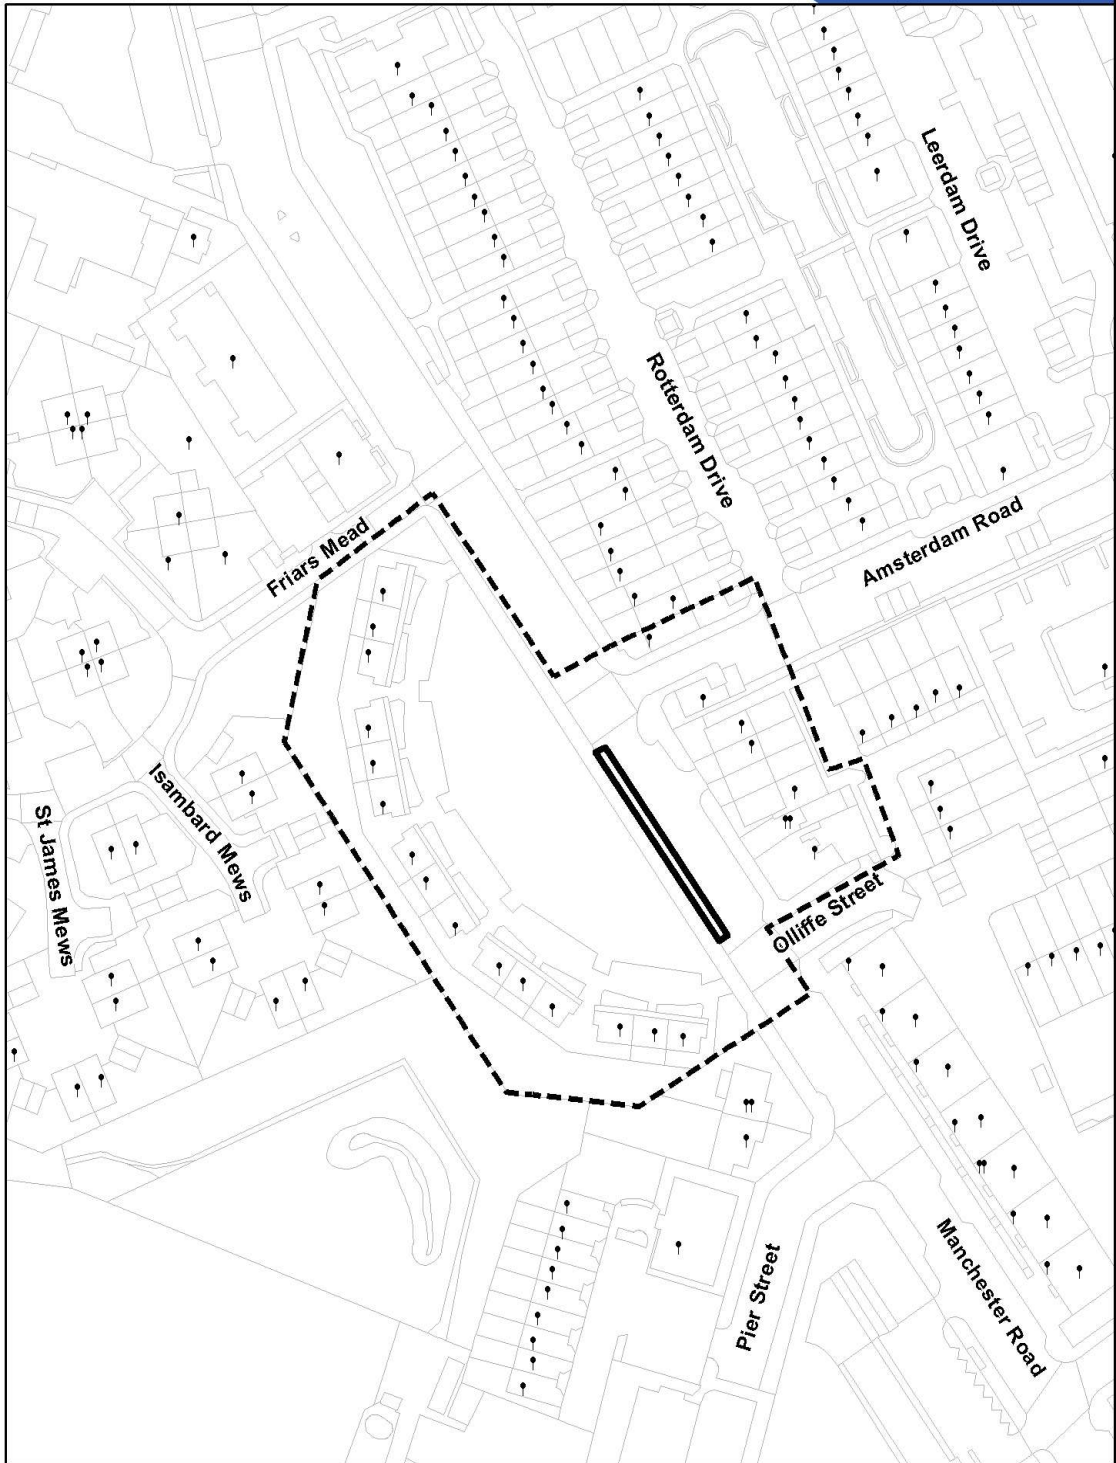 Leerdam Drive
Rotterdam Drive
Amsterdam Road
Friars Mead
Isambard Mews
St James Mews
Olliffe Street
Manchester Road
Pier Street